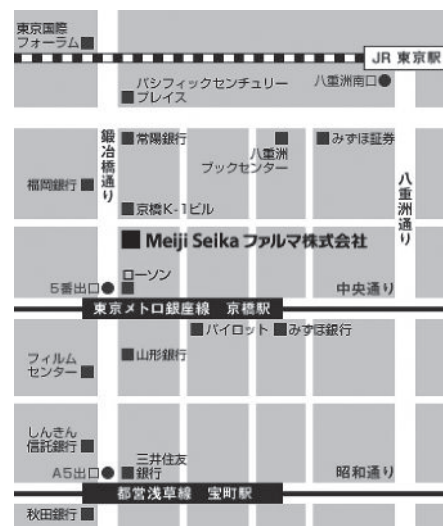 東京国際
フォーラム
JR 東京駅
パシフィックセンチュリー
プレイス
八重洲南口
鍛冶橋通り
常陽銀行
八重洲
ブックセンター
みずほ証券
八重洲通り
福岡銀行
京橋K-1ビル
Meiji Seika ファルマ株式会社
ローソン
5番出口
中央通り
東京メトロ銀座線 京橋駅
パイロット
みずほ銀行
山形銀行
フィルム
センター
しんきん
信託銀行
三井住友
銀行
A5出口
昭和通り
都営浅草線 宝町駅
秋田銀行